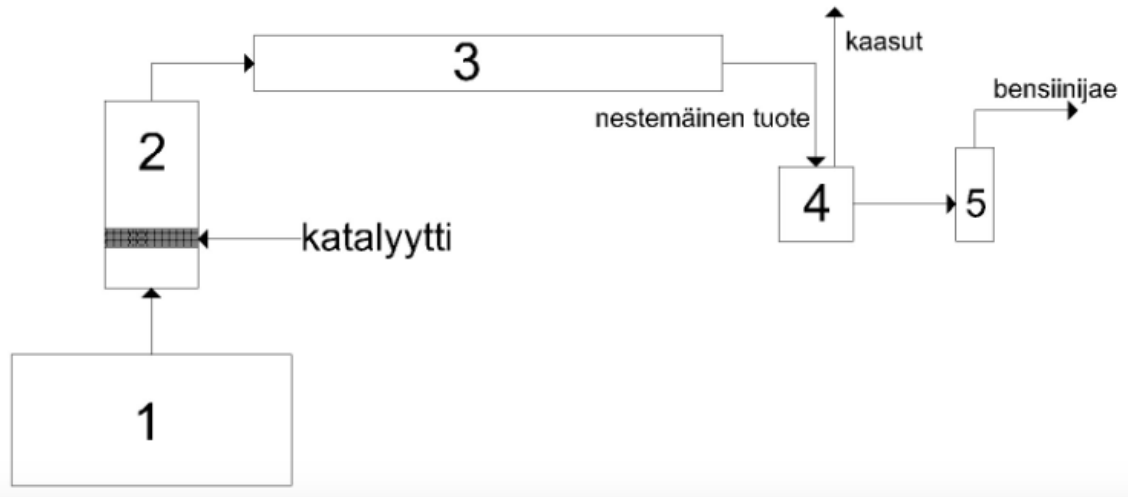 kaasut
3
bensiinijae
nestemäinen tuote
2
4
5
katalyytti
1